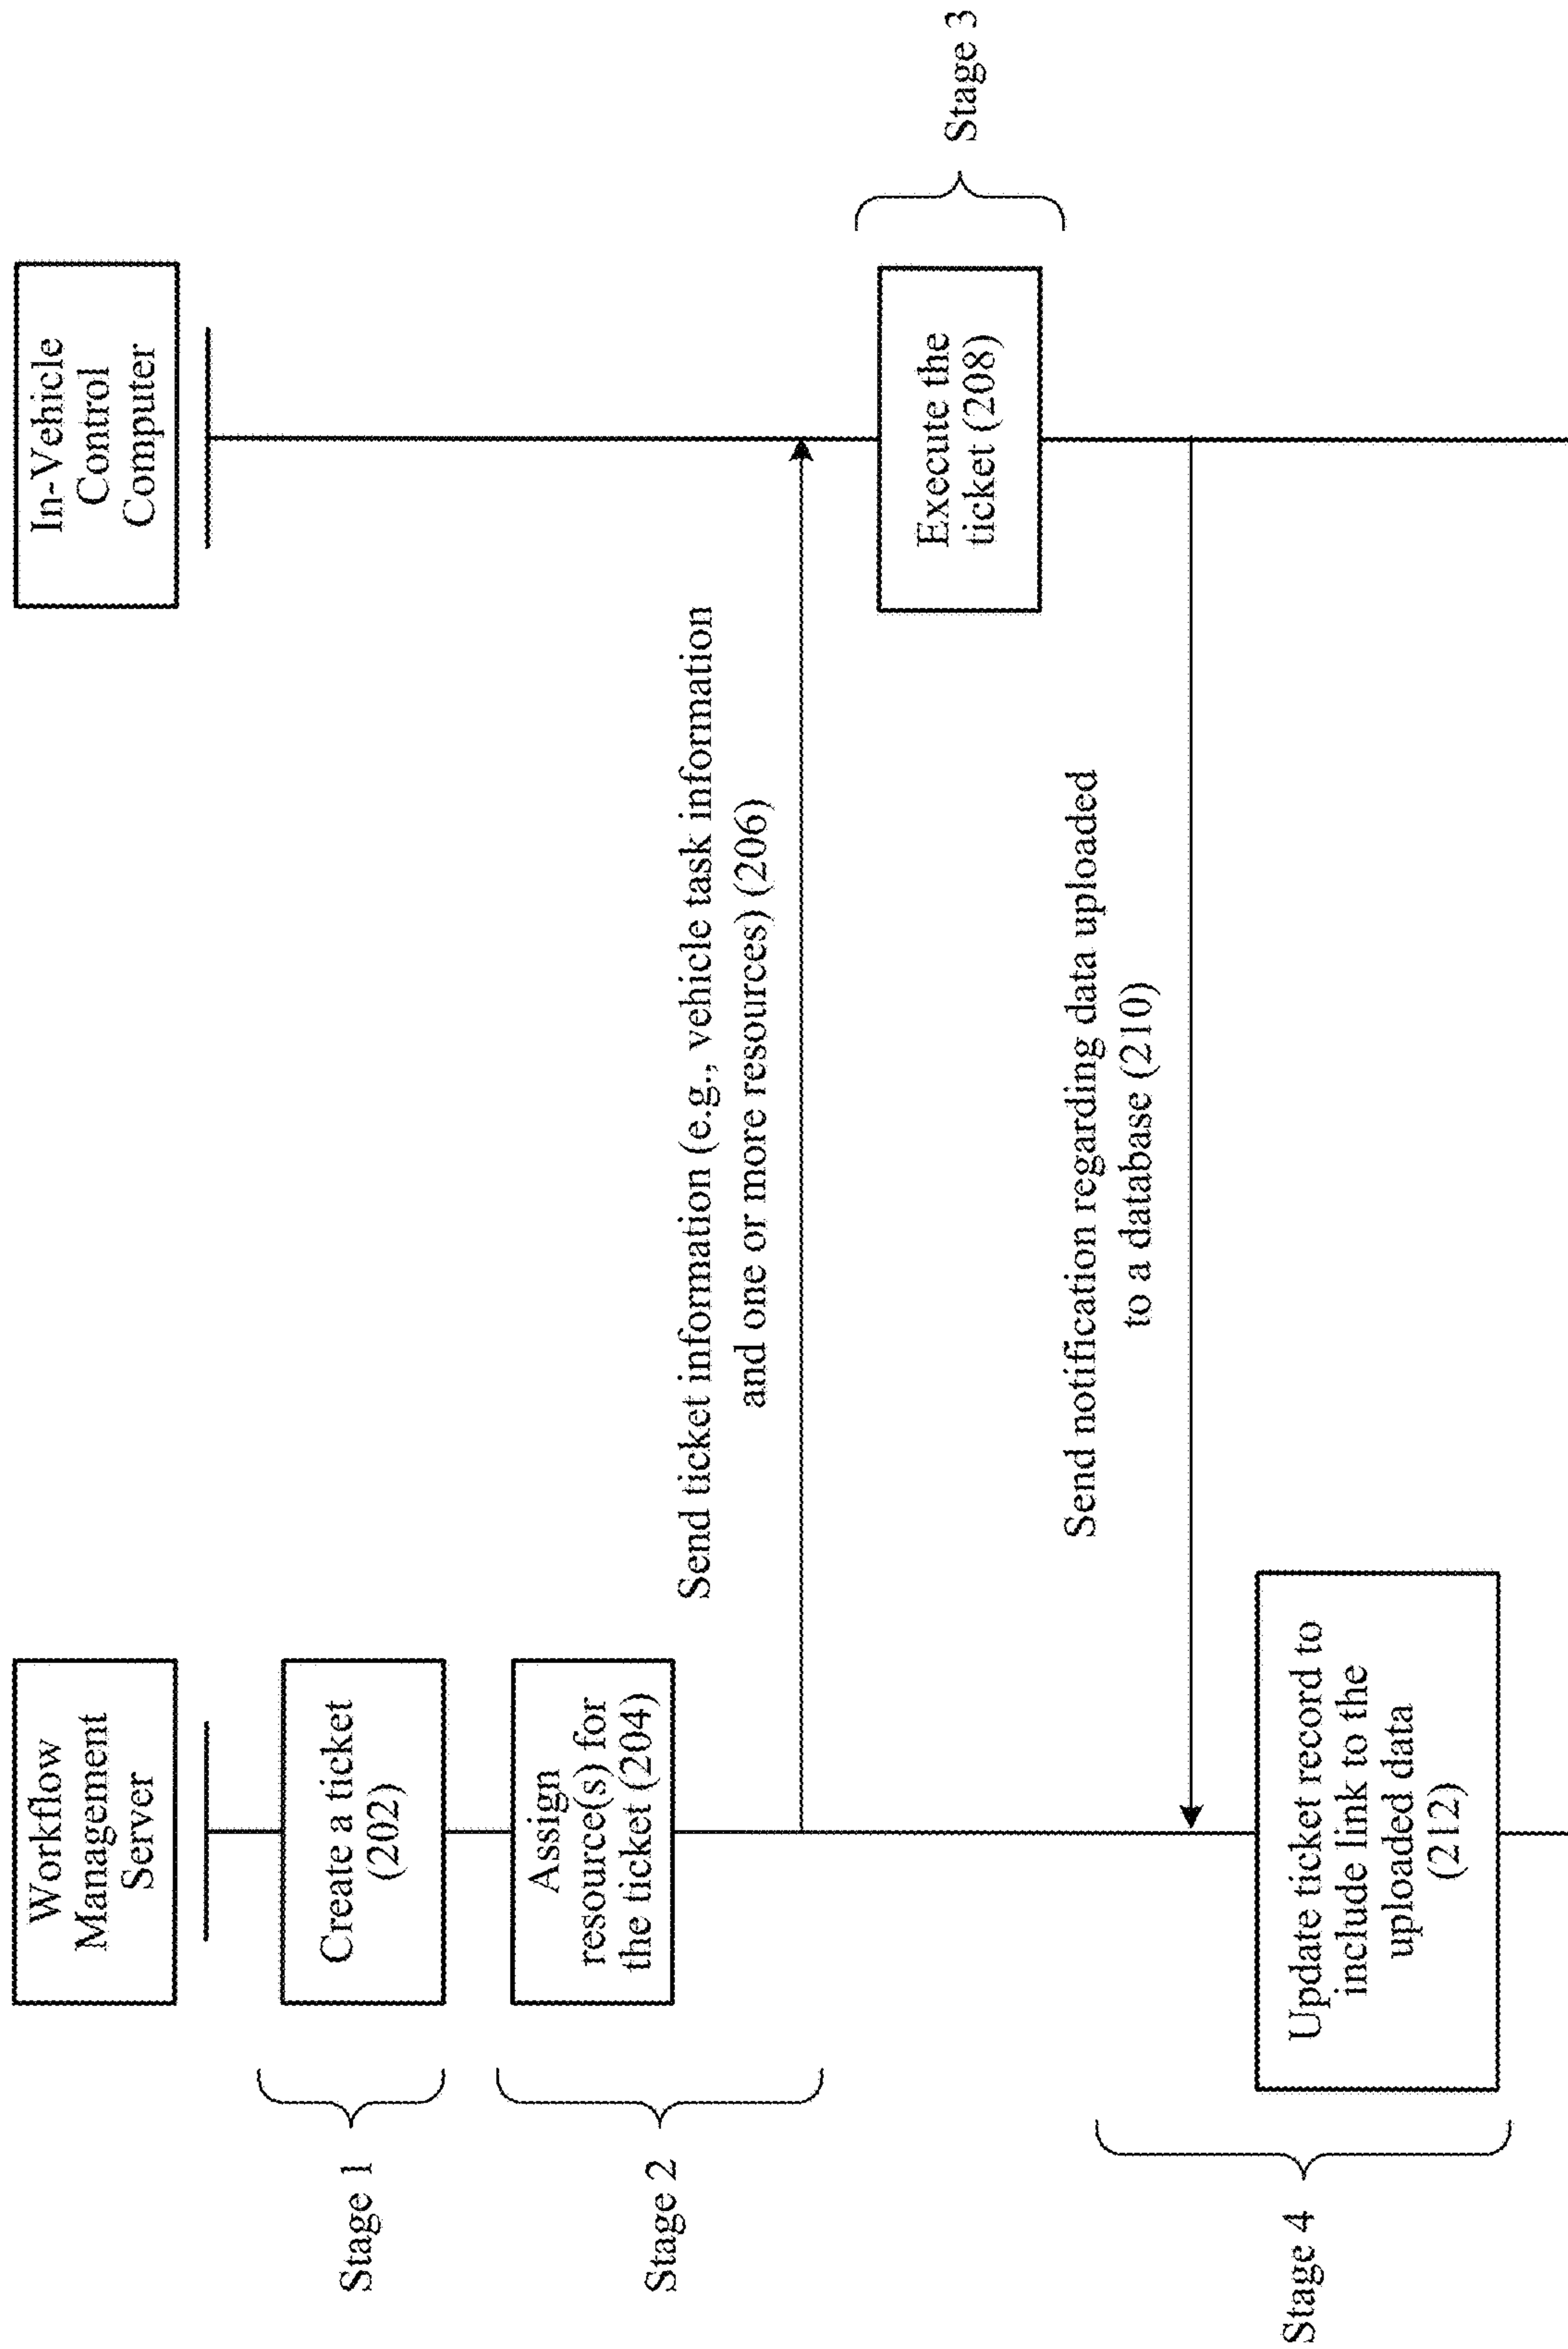 Workflow
Management
Server
In-Vehicle
Control
Computer
Stage 1
Create a ticket
(202)
Stage 2
Assign
resource(s) for
the ticket (204)
Send ticket information (e.g., vehicle task information
and one or more resources) (206)
Execute the
ticket (208)
Stage 3
Send notification regarding data uploaded
to a database (210)
Stage 4
Update ticket record to
include link to the
uploaded data
(212)